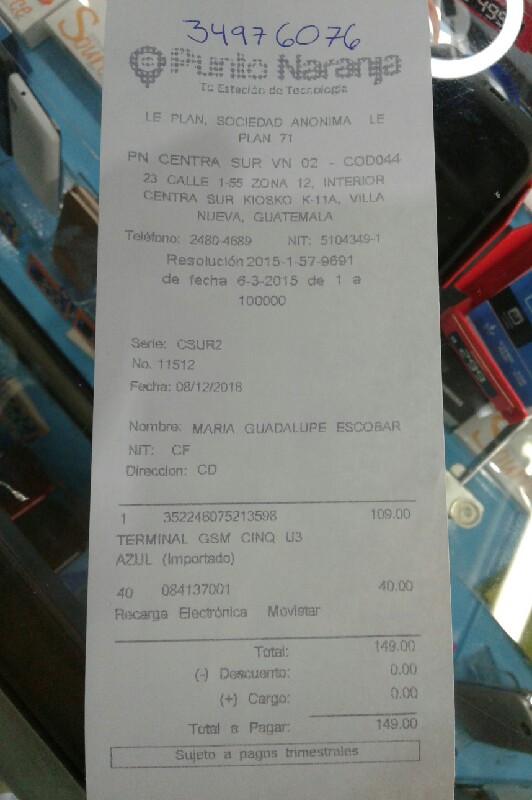 34976076
Punto Naranja
Tu Estación de Tecnología
LE PLAN, SOCIEDAD ANONIMA LE
PLAN 71
PN CENTRA SUR VN 02 - COD044
23 CALLE 1-55 ZONA 12, INTERIOR
CENTRA SUR KIOSKO K-11A, VILLA
NUEVA, GUATEMALA
Teléfono: 2480-4689 NIT: 5104349-1
Resolución 2015-1-57-9691
de fecha 6-3-2015 de 1 a
100000
Serie: CSUR2
No. 11512
Fecha: 08/12/2016
Nombre: MARIA GUADALUPE ESCOBAR
NIT: CF
Direccion: CD
1 352246075213598 109.00
TERMINAL GSM CINQ U3
AZUL (Importado)
40 084137001 40.00
Recarga Electrónica Movistar
Total: 149.00
(-) Descuento: 0.00
(+) Cargo: 0.00
Total a Pagar: 149.00
Sujeto a pagos trimestrales